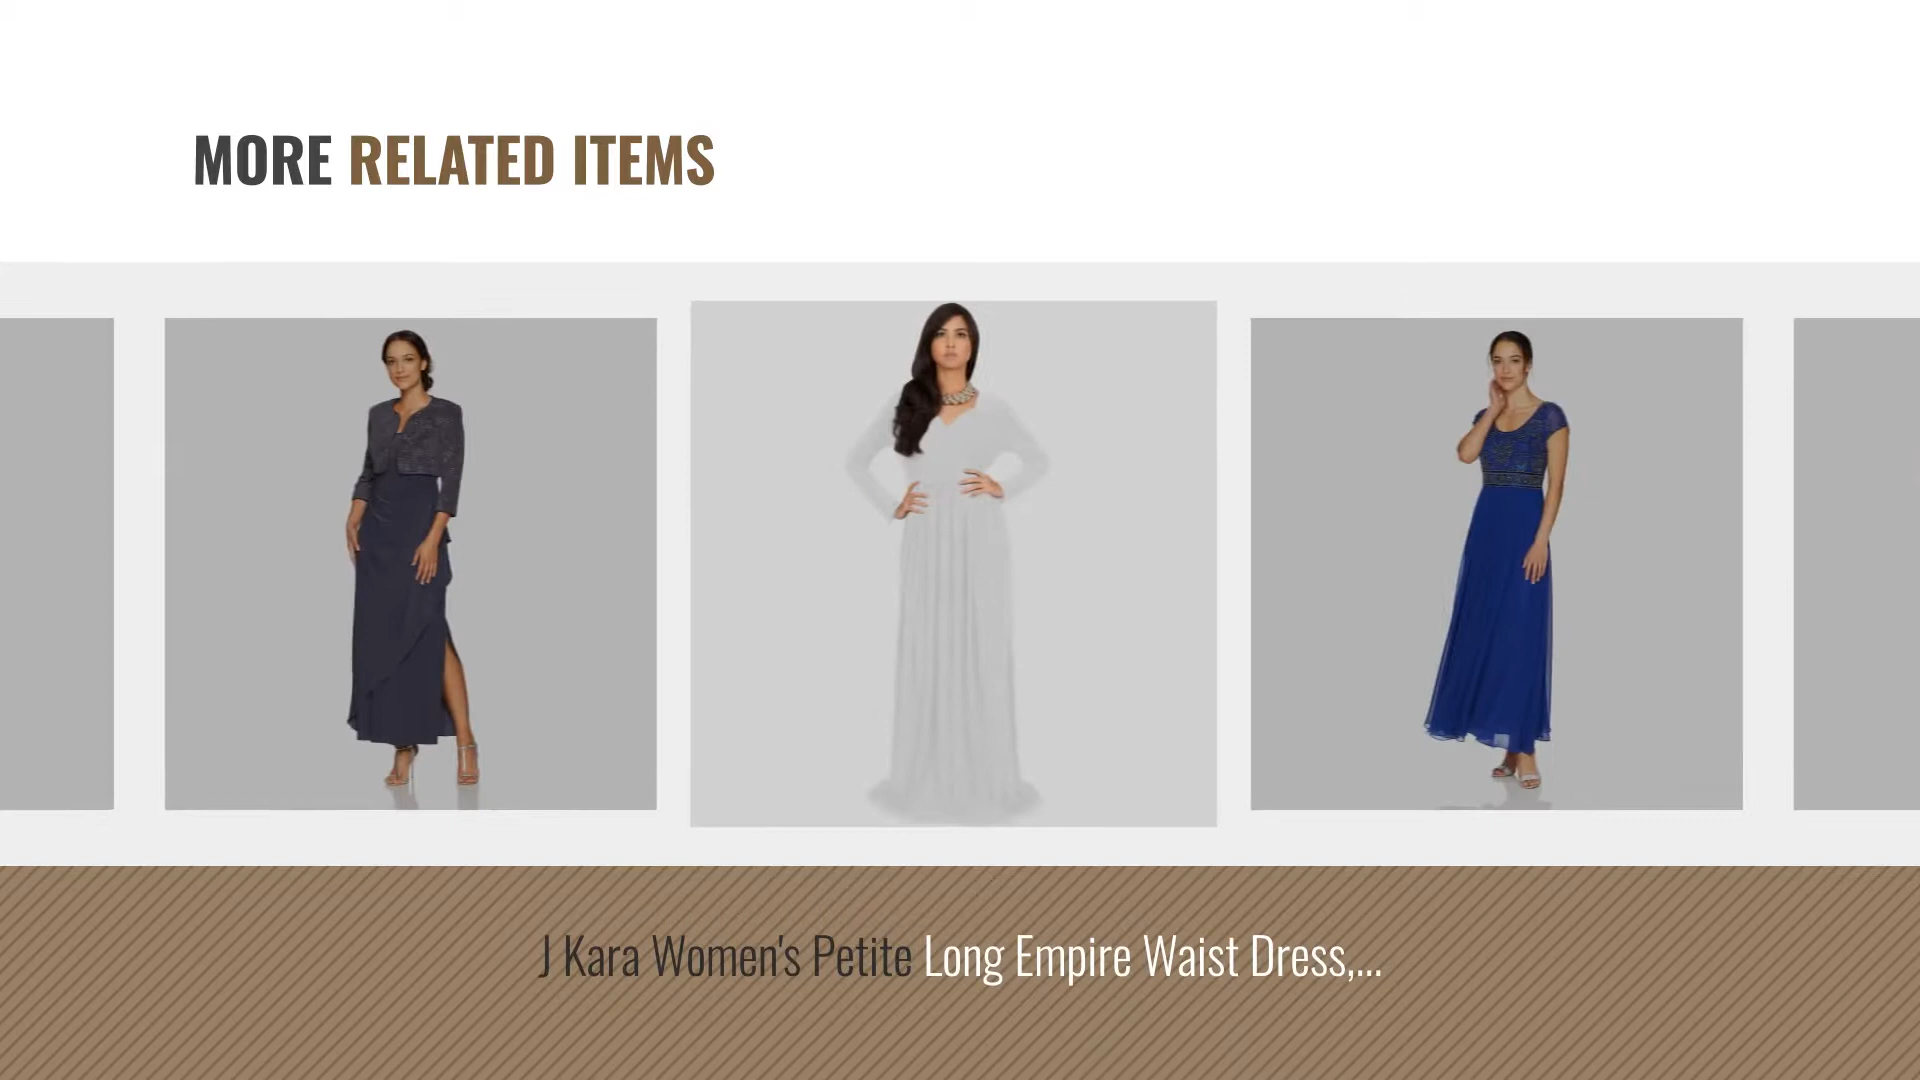 MORE RELATED ITEMS
J Kara Women's Petite Long Empire Waist Dress,...